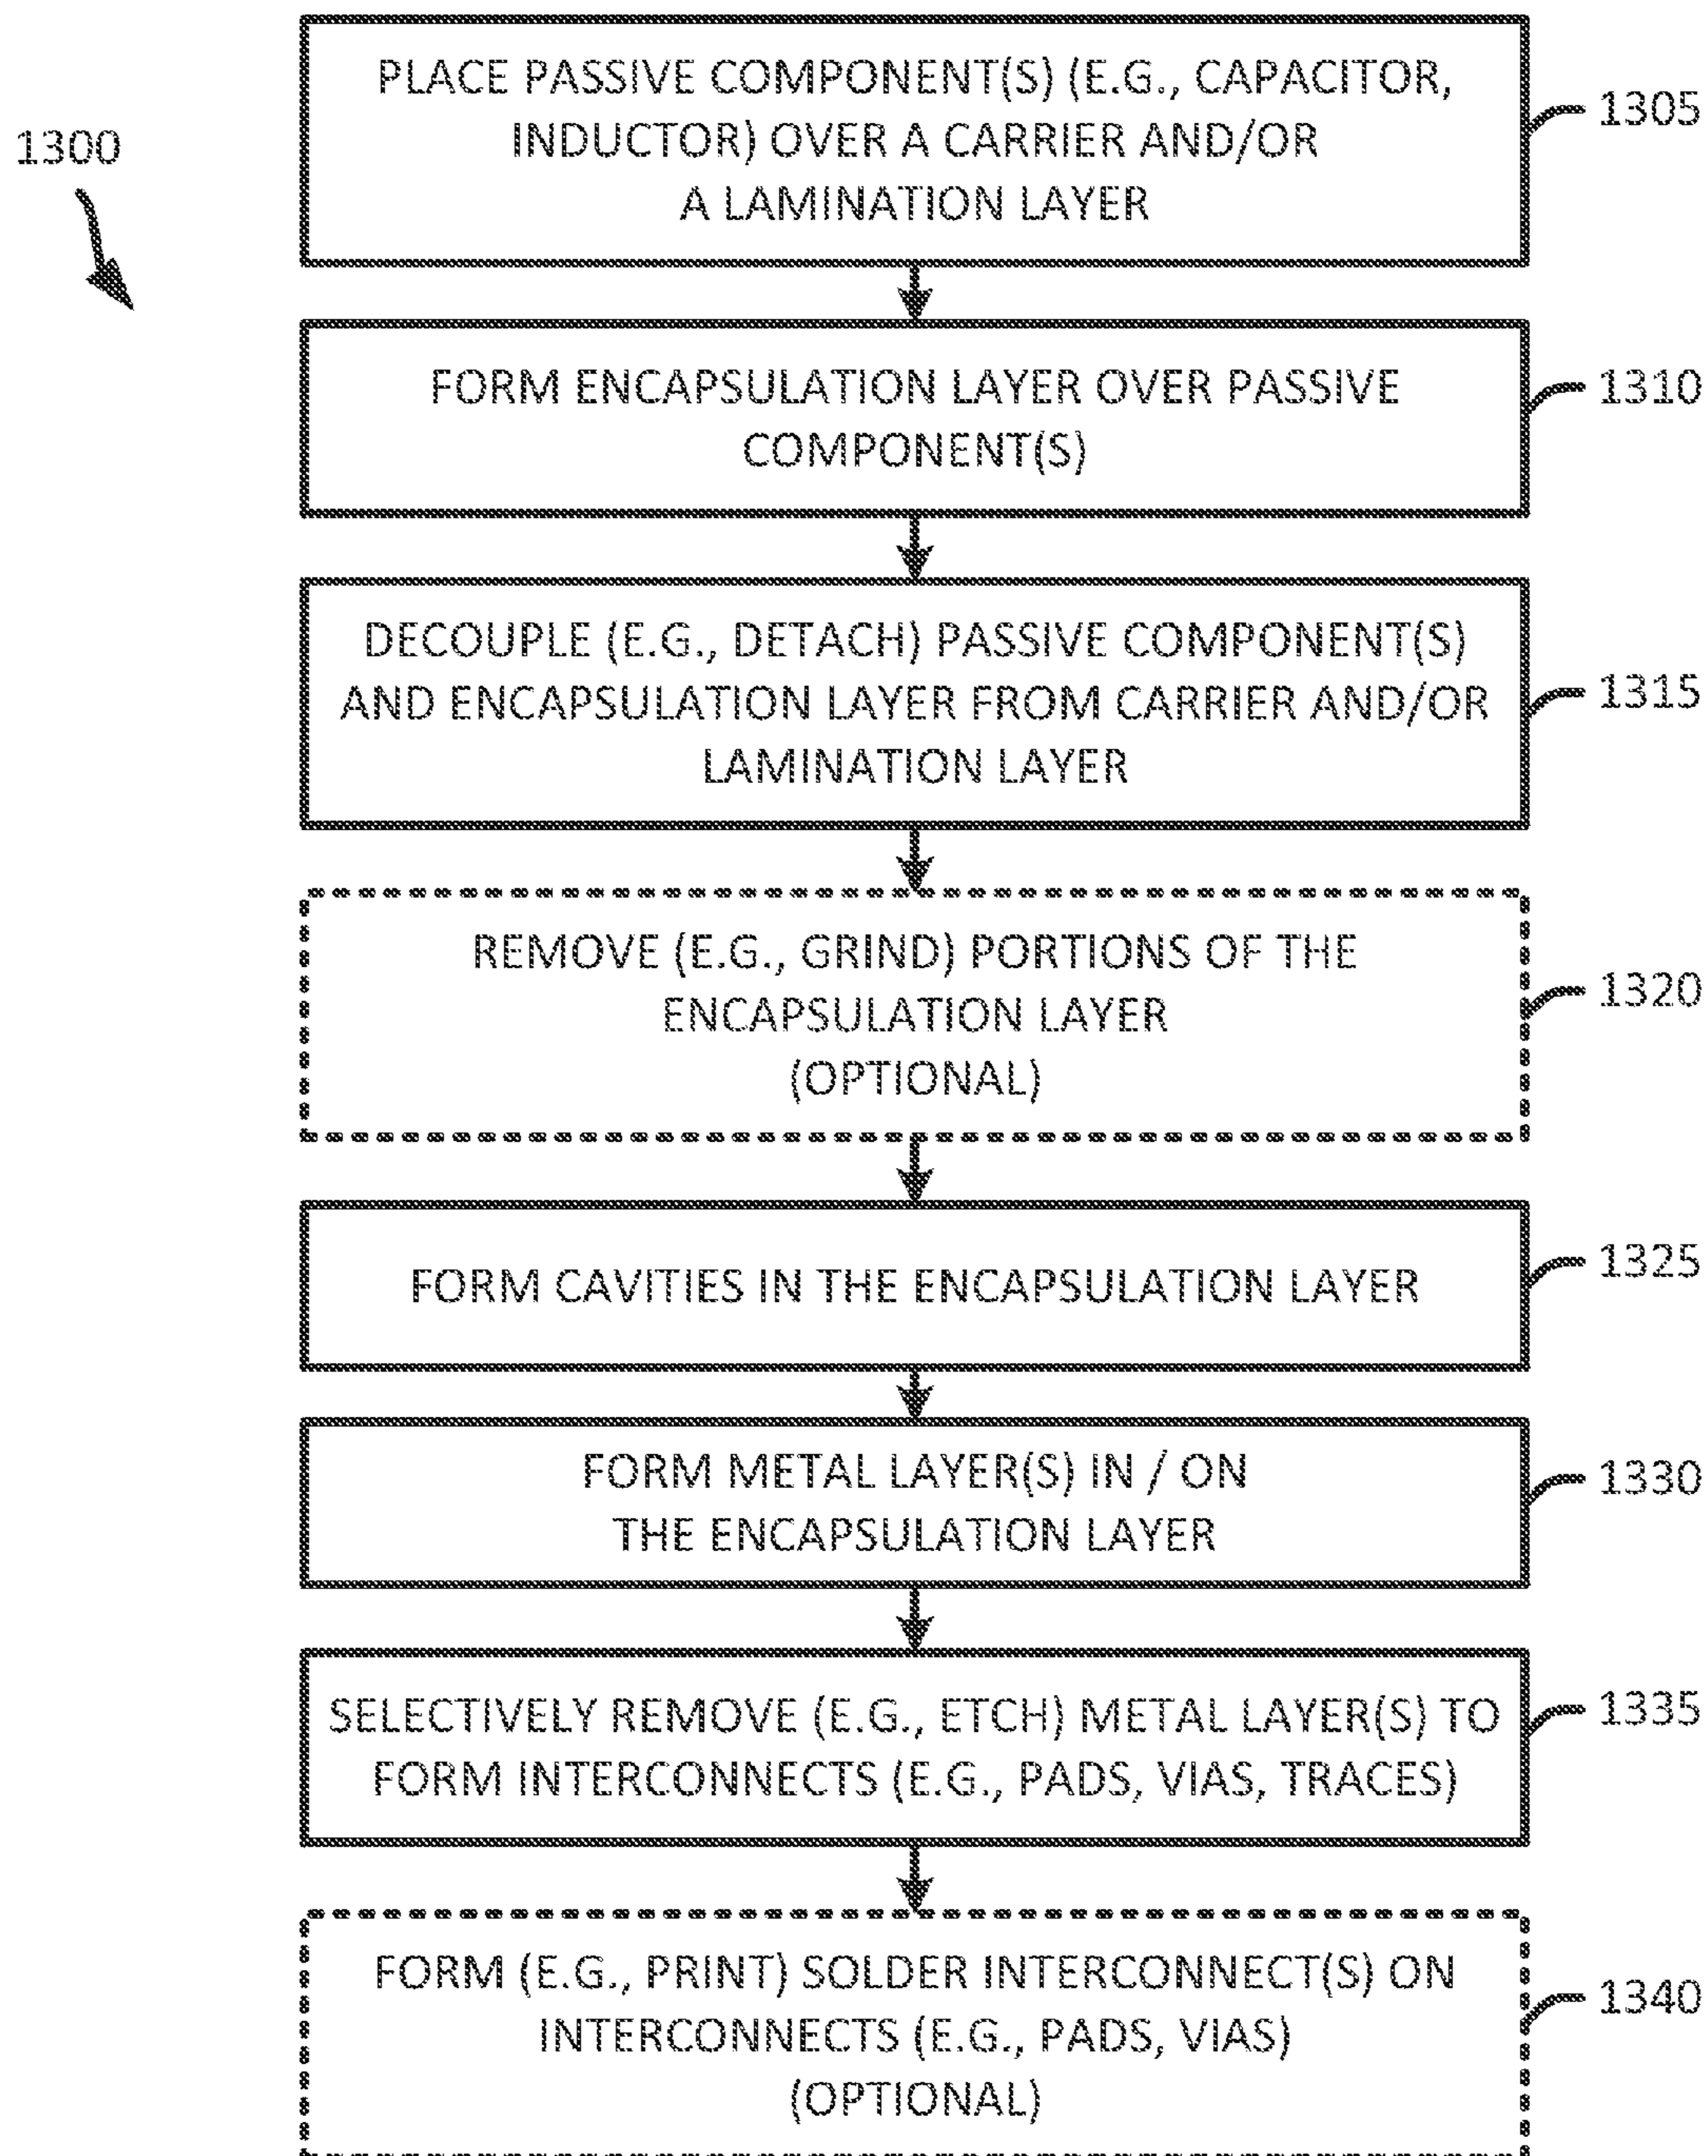 1300
PLACE PASSIVE COMPONENT(S) (E.G., CAPACITOR,
INDUCTOR) OVER A CARRIER AND/OR
A LAMINATION LAYER
1305
FORM ENCAPSULATION LAYER OVER PASSIVE
COMPONENT(S)
1310
DECOUPLE (E.G., DETACH) PASSIVE COMPONENT(S)
AND ENCAPSULATION LAYER FROM CARRIER AND/OR
LAMINATION LAYER
1315
REMOVE (E.G., GRIND) PORTIONS OF THE
ENCAPSULATION LAYER
(OPTIONAL)
1320
FORM CAVITIES IN THE ENCAPSULATION LAYER
1325
FORM METAL LAYER(S) IN / ON
THE ENCAPSULATION LAYER
1330
SELECTIVELY REMOVE (E.G., ETCH) METAL LAYER(S) TO
FORM INTERCONNECTS (E.G., PADS, VIAS, TRACES)
1335
FORM (E.G., PRINT) SOLDER INTERCONNECT(S) ON
INTERCONNECTS (E.G., PADS, VIAS)
(OPTIONAL)
1340